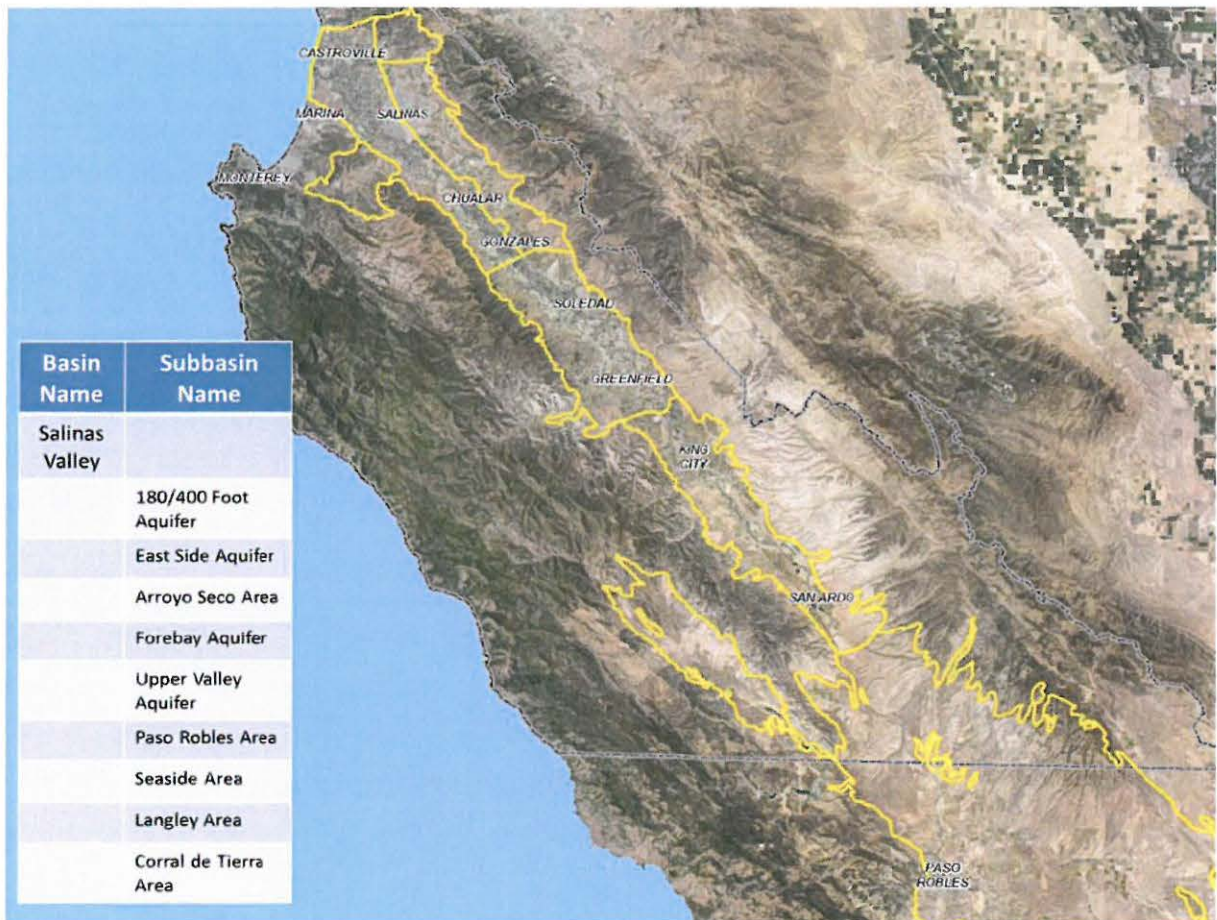 CASTROVILLE
MARINA
SALINAS
MONTEREY
CHUALAR
GONZALES
SOLEDAD
GREENFIELD
KING
CITY
SAN ARDO
PASO
ROBLES
Basin
Name
Subbasin
Name
Salinas
Valley
180/400 Foot
Aquifer
East Side Aquifer
Arroyo Seco Area
Forebay Aquifer
Upper Valley
Aquifer
Paso Robles Area
Seaside Area
Langley Area
Corral de Tierra
Area